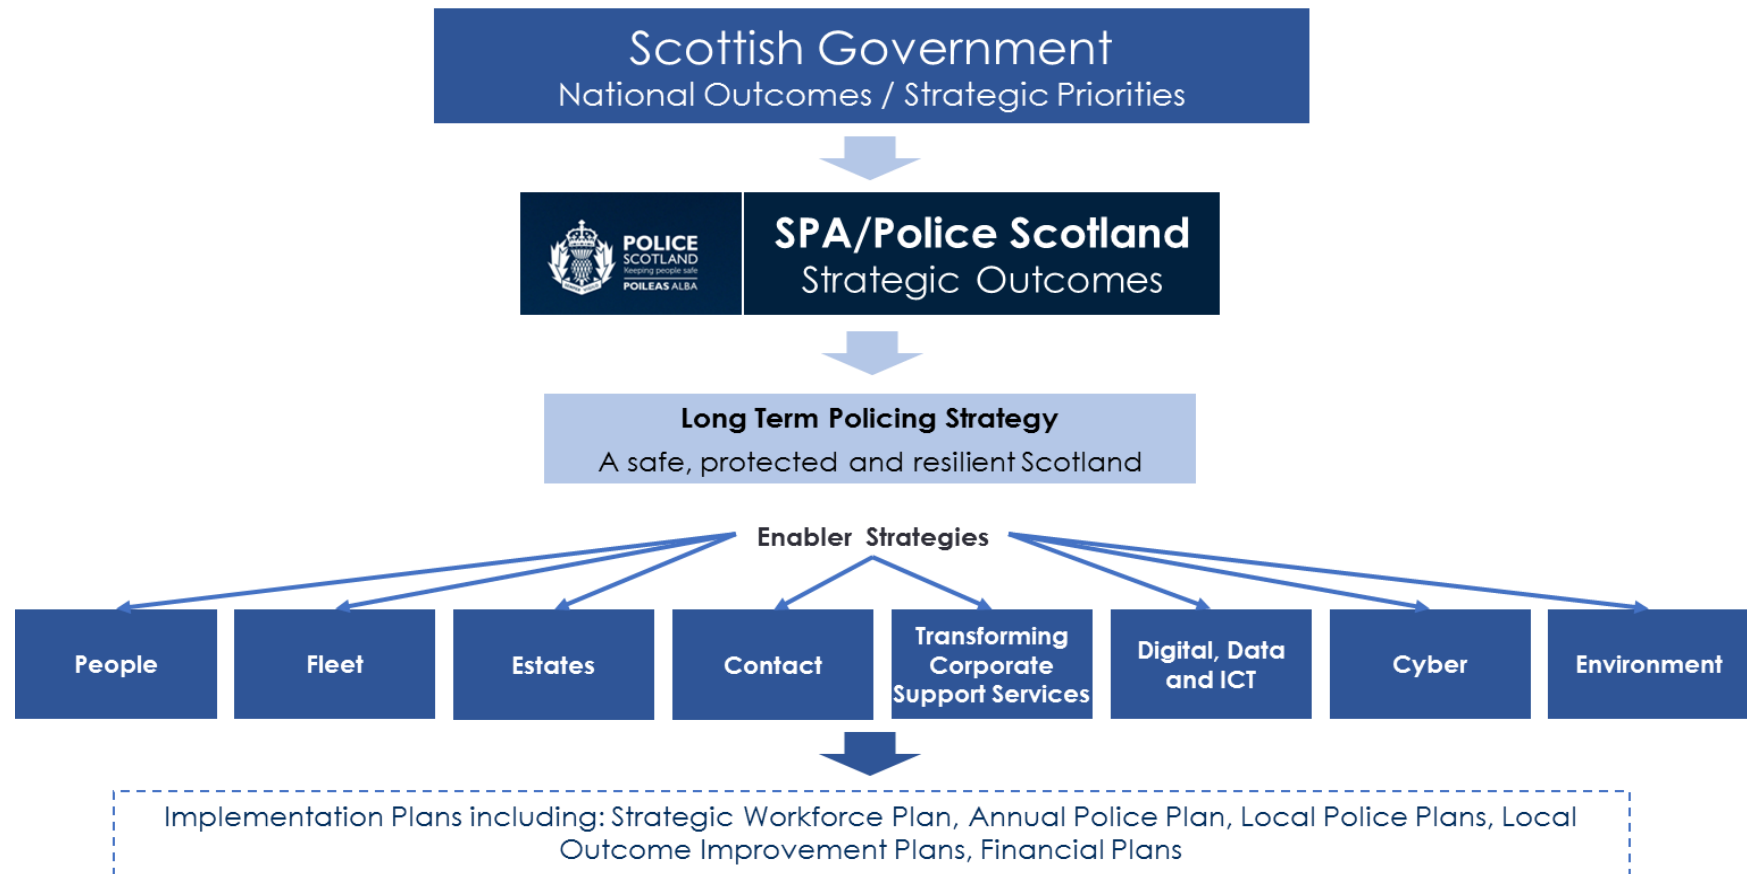 Scottish Government
National Outcomes / Strategic Priorities
POLICE
SCOTLAND
Keeping people safe
POILEAS ALBA
SPA/Police Scotland
Strategic Outcomes
Long Term Policing Strategy
A safe, protected and resilient Scotland
Enabler Strategies
People
Fleet
Estates
Contact
Transforming
Corporate
Support Services
Digital, Data
and ICT
Cyber
Environment
Implementation Plans including: Strategic Workforce Plan, Annual Police Plan, Local Police Plans, Local
Outcome Improvement Plans, Financial Plans